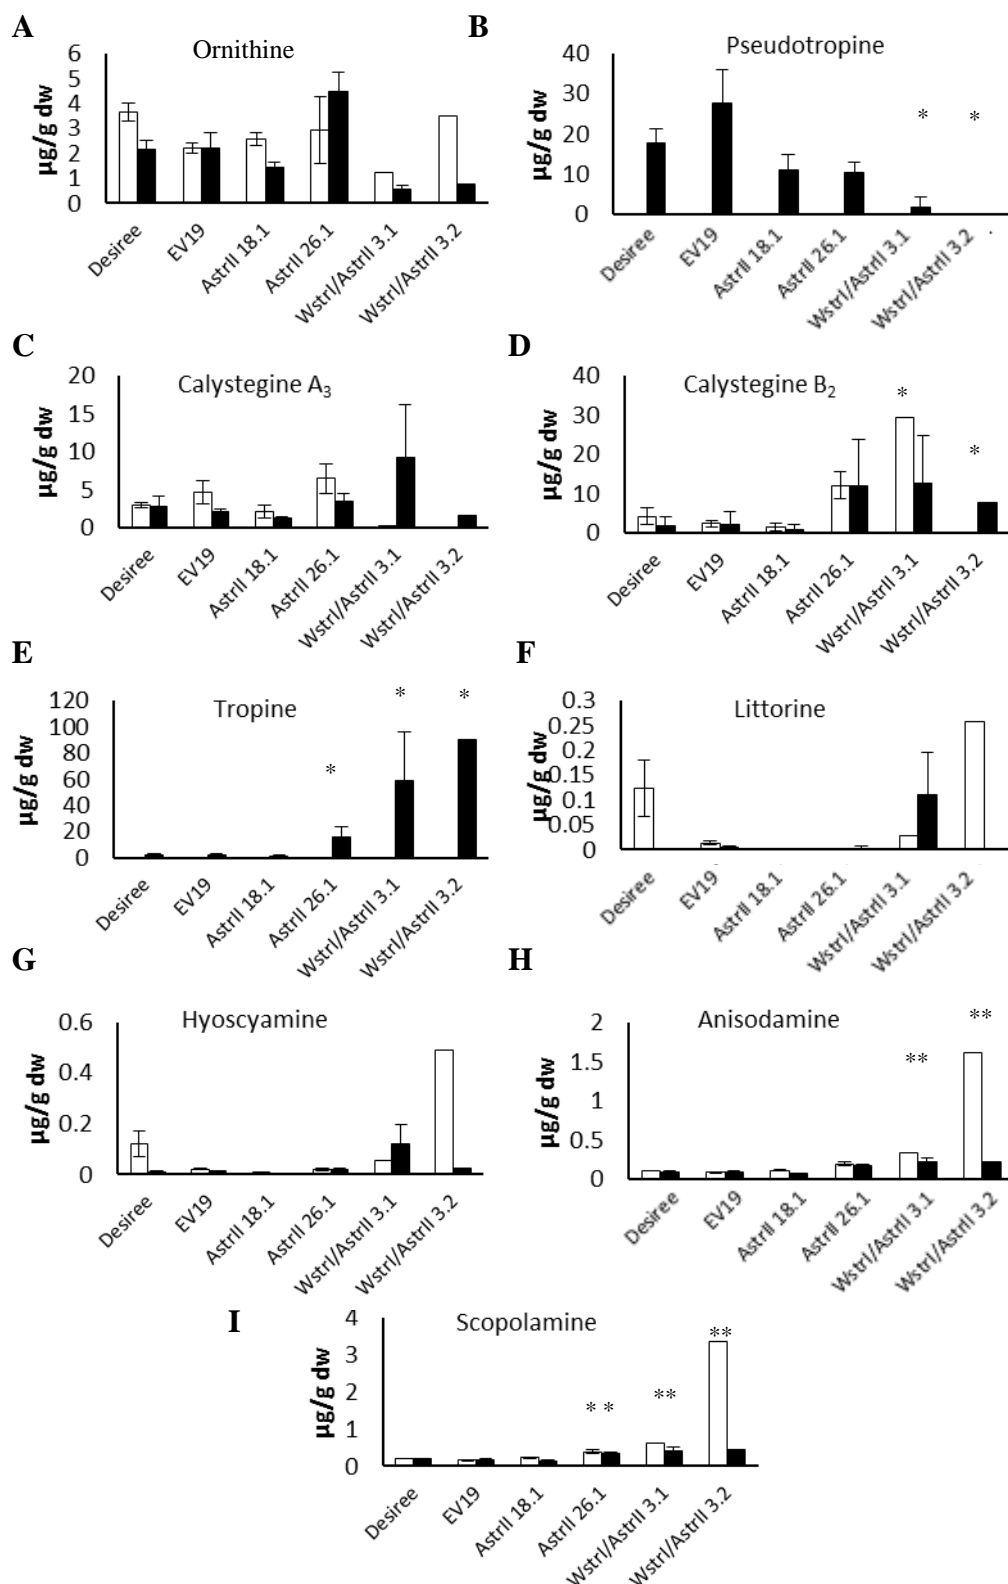 A
Ornithine
µg/g dw
6
5
4
3
2
1
0
Desiree
EV19
AstrII 18.1
AstrII 26.1
WstrI/AstrII 3.1
WstrI/AstrII 3.2
B
Pseudotropine
µg/g dw
40
30
20
10
0
* *
Desiree
EV19
AstrII 18.1
AstrII 26.1
WstrI/AstrII 3.1
WstrI/AstrII 3.2
C
Calystegine A3
µg/g dw
20
15
10
5
0
Desiree
EV19
AstrII 18.1
AstrII 26.1
WstrI/AstrII 3.1
WstrI/AstrII 3.2
D
Calystegine B2
µg/g dw
40
30
20
10
0
*
*
Desiree
EV19
AstrII 18.1
AstrII 26.1
WstrI/AstrII 3.1
WstrI/AstrII 3.2
E
Tropine
µg/g dw
120
100
80
60
40
20
0
* *
*
Desiree
EV19
AstrII 18.1
AstrII 26.1
WstrI/AstrII 3.1
WstrI/AstrII 3.2
F
Littorine
µg/g dw
0.3
0.25
0.2
0.15
0.1
0.05
0
Desiree
EV19
AstrII 18.1
AstrII 26.1
WstrI/AstrII 3.1
WstrI/AstrII 3.2
G
Hyoscyamine
µg/g dw
0.6
0.4
0.2
0
Desiree
EV19
AstrII 18.1
AstrII 26.1
WstrI/AstrII 3.1
WstrI/AstrII 3.2
H
Anisodamine
µg/g dw
2
1.5
1
0.5
0
**
**
Desiree
EV19
AstrII 18.1
AstrII 26.1
WstrI/AstrII 3.1
WstrI/AstrII 3.2
I
Scopolamine
µg/g dw
4
3
2
1
0
**
**
* *
Desiree
EV19
AstrII 18.1
AstrII 26.1
WstrI/AstrII 3.1
WstrI/AstrII 3.2